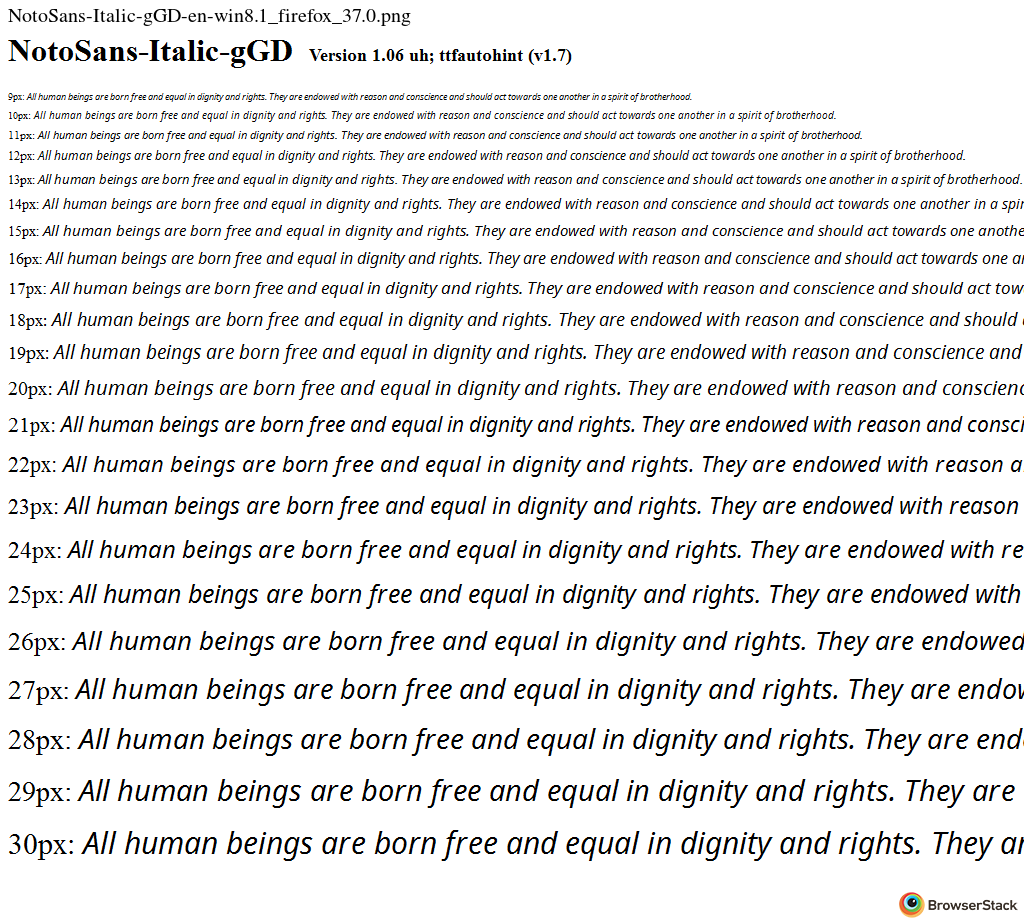 NotoSans-Italic-gGD-en-win8.1_firefox_37.0.png
NotoSans-Italic-gGD Version 1.06 uh; ttfautohint (v1.7)
9px: All human beings are born free and equal in dignity and rights. They are endowed with reason and conscience and should act towards one another in a spirit of brotherhood.
10px: All human beings are born free and equal in dignity and rights. They are endowed with reason and conscience and should act towards one another in a spirit of brotherhood.
11px: All human beings are born free and equal in dignity and rights. They are endowed with reason and conscience and should act towards one another in a spirit of brotherhood.
12px: All human beings are born free and equal in dignity and rights. They are endowed with reason and conscience and should act towards one another in a spirit of brotherhood.
13px: All human beings are born free and equal in dignity and rights. They are endowed with reason and conscience and should act towards one another in a spirit of brotherhood.
14px: All human beings are born free and equal in dignity and rights. They are endowed with reason and conscience and should act towards one another in a spir
15px: All human beings are born free and equal in dignity and rights. They are endowed with reason and conscience and should act towards one anothe
16px: All human beings are born free and equal in dignity and rights. They are endowed with reason and conscience and should act towards one ar
17px: All human beings are born free and equal in dignity and rights. They are endowed with reason and conscience and should act tow
18px: All human beings are born free and equal in dignity and rights. They are endowed with reason and conscience and should
19px: All human beings are born free and equal in dignity and rights. They are endowed with reason and conscience and
20px: All human beings are born free and equal in dignity and rights. They are endowed with reason and conscienc
21px: All human beings are born free and equal in dignity and rights. They are endowed with reason and consci
22px: All human beings are born free and equal in dignity and rights. They are endowed with reason a
23px: All human beings are born free and equal in dignity and rights. They are endowed with reason
24px: All human beings are born free and equal in dignity and rights. They are endowed with re
25px: All human beings are born free and equal in dignity and rights. They are endowed with
26px: All human beings are born free and equal in dignity and rights. They are endowed
27px: All human beings are born free and equal in dignity and rights. They are endow
28px: All human beings are born free and equal in dignity and rights. They are end
29px: All human beings are born free and equal in dignity and rights. They are
30px: All human beings are born free and equal in dignity and rights. They ar
BrowserStack